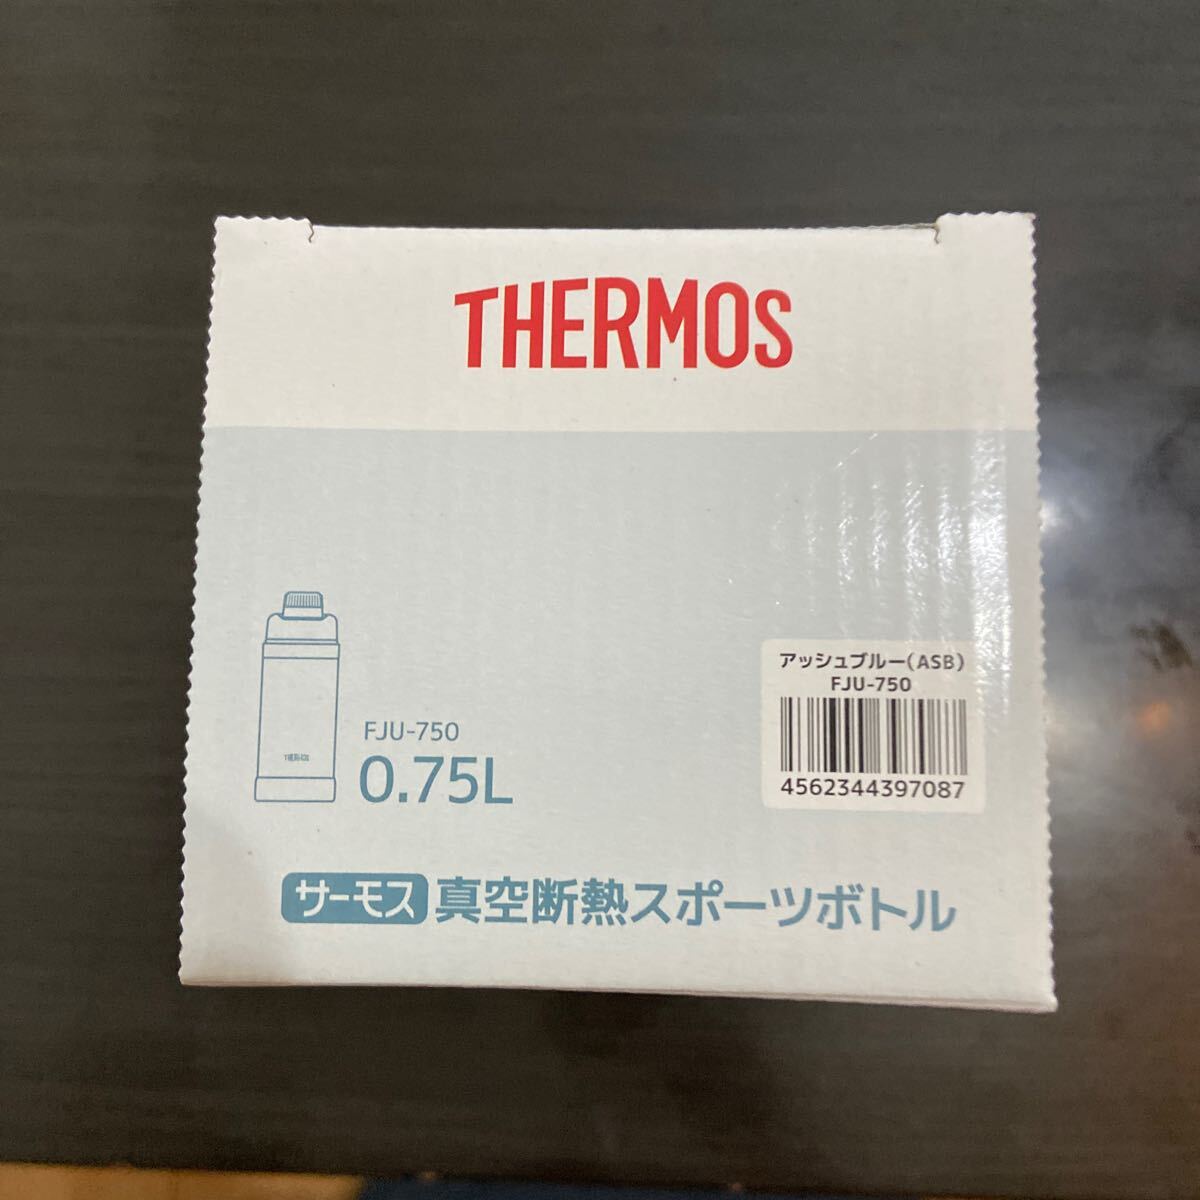 THERMOS
アッシュブルー(ASB)
FJU-750
4562344397087
FJU-750
0.75L
サーモス 真空断熱スポーツボトル